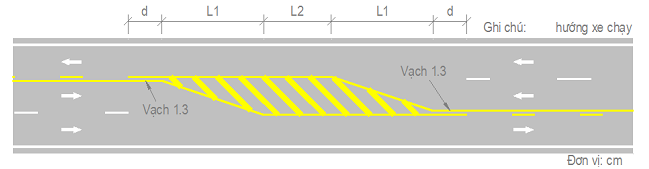 d L1 L2 L1 d
Ghi chú: hướng xe chạy
Vạch 1.3
Vạch 1.3
Đơn vị: cm